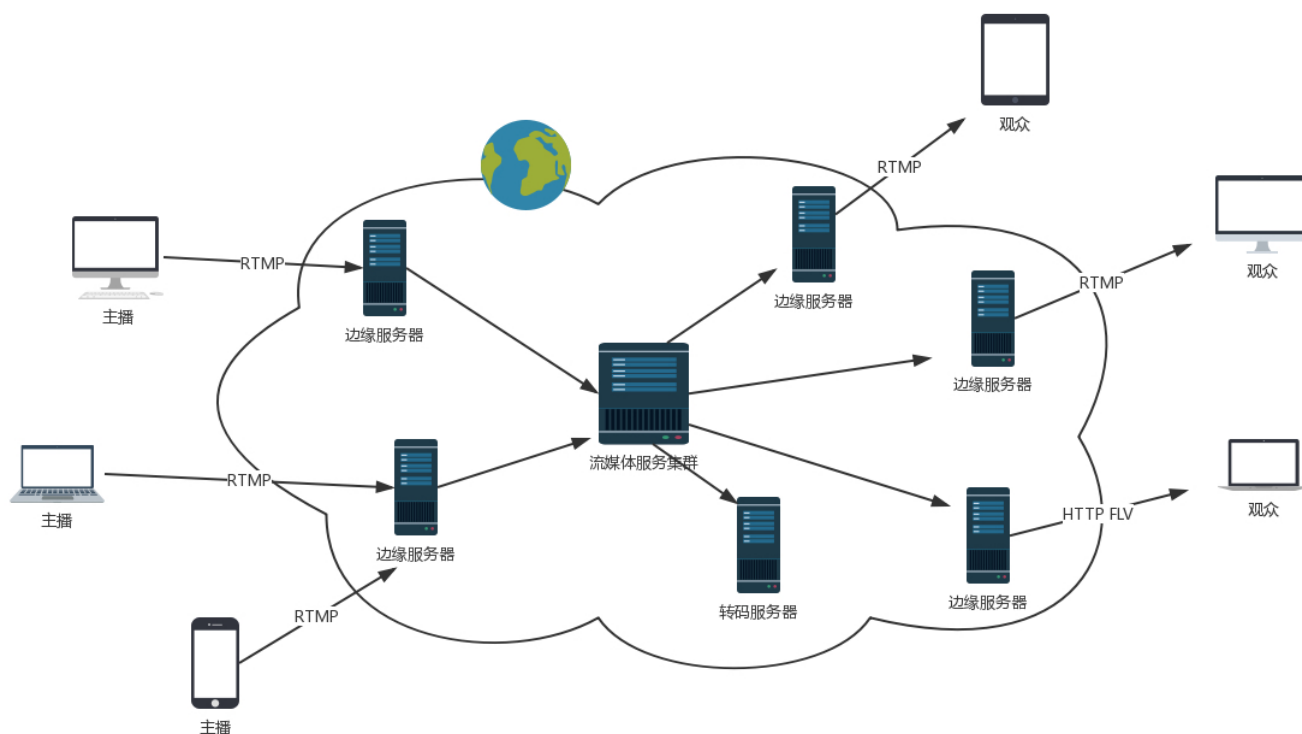 观众
RTMP
观众
RTMP
边缘服务器
RTMP
主播
边缘服务器
边缘服务器
流媒体服务集群
RTMP
主播
HTTP FLV
观众
边缘服务器
转码服务器
边缘服务器
RTMP
主播